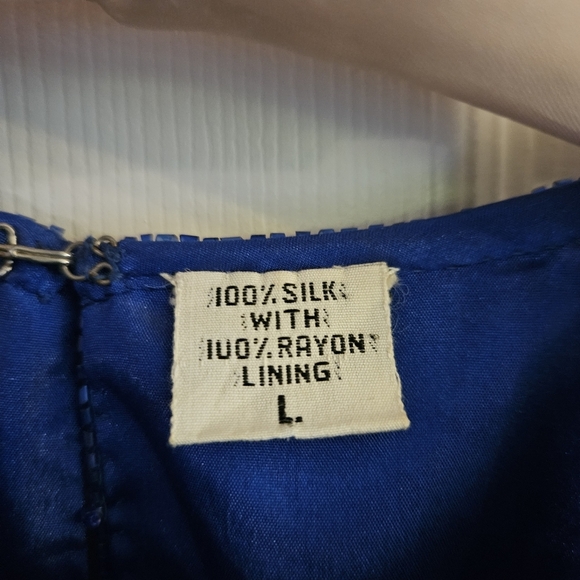 100% SILK
WITH
100% RAYON
LINING
L.